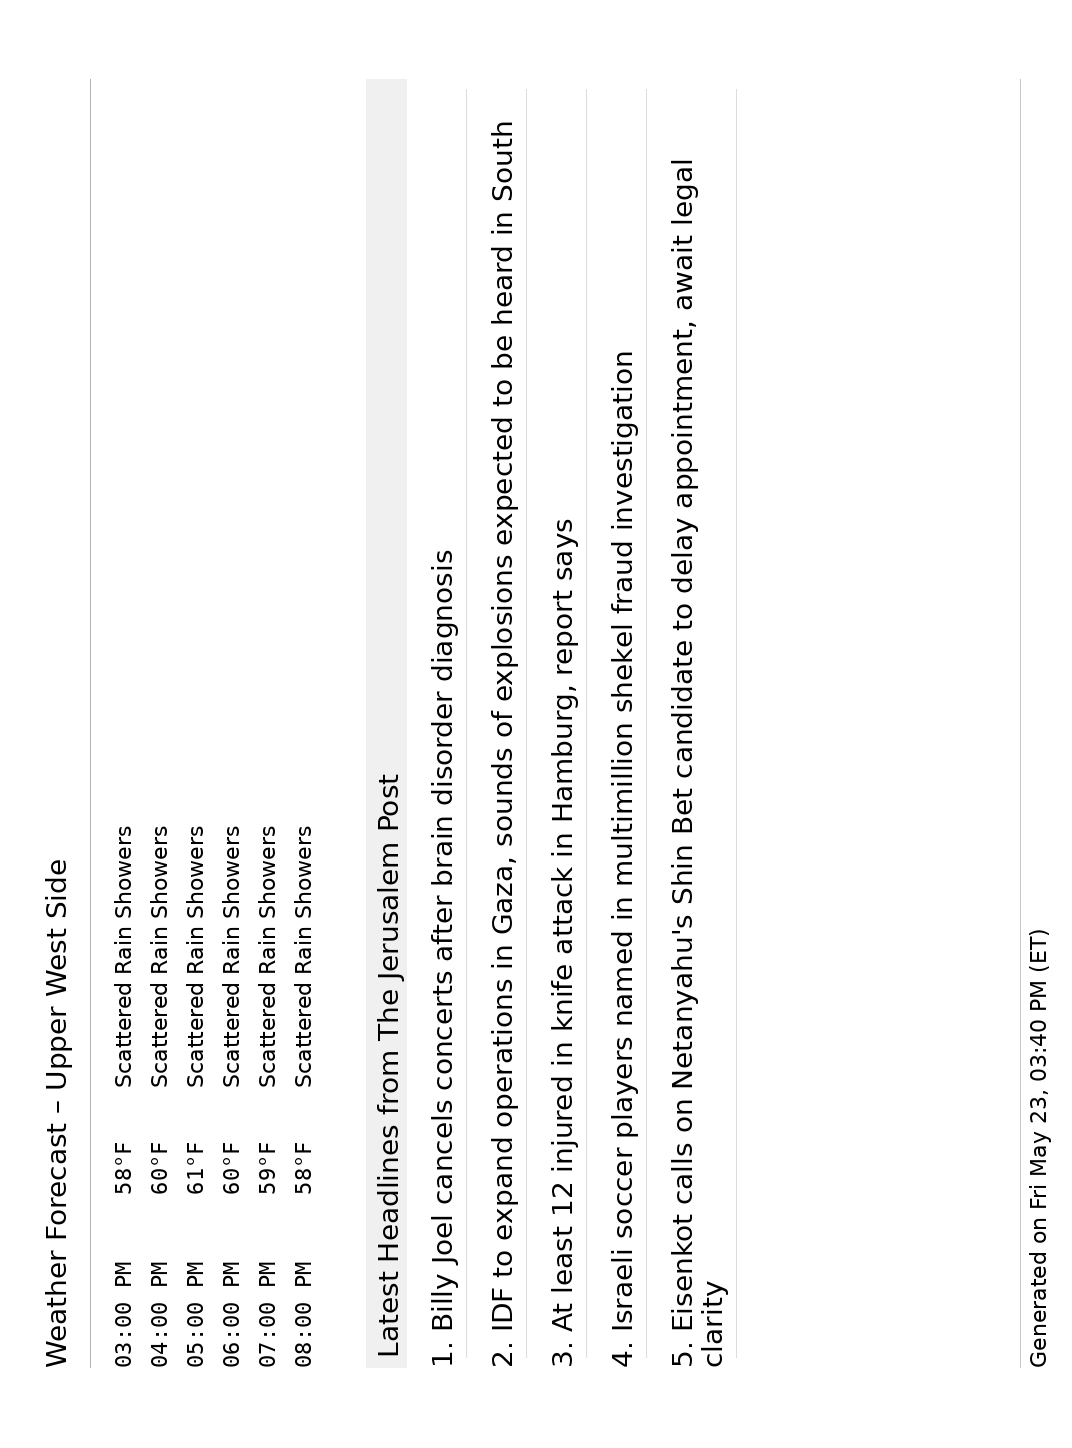 Weather Forecast – Upper West Side
03:00 PM 58°F Scattered Rain Showers
04:00 PM 60°F Scattered Rain Showers
05:00 PM 61°F Scattered Rain Showers
06:00 PM 60°F Scattered Rain Showers
07:00 PM 59°F Scattered Rain Showers
08:00 PM 58°F Scattered Rain Showers
Latest Headlines from The Jerusalem Post
1. Billy Joel cancels concerts after brain disorder diagnosis
2. IDF to expand operations in Gaza, sounds of explosions expected to be heard in South
3. At least 12 injured in knife attack in Hamburg, report says
4. Israeli soccer players named in multimillion shekel fraud investigation
5. Eisenkot calls on Netanyahu's Shin Bet candidate to delay appointment, await legal
clarity
Generated on Fri May 23, 03:40 PM (ET)